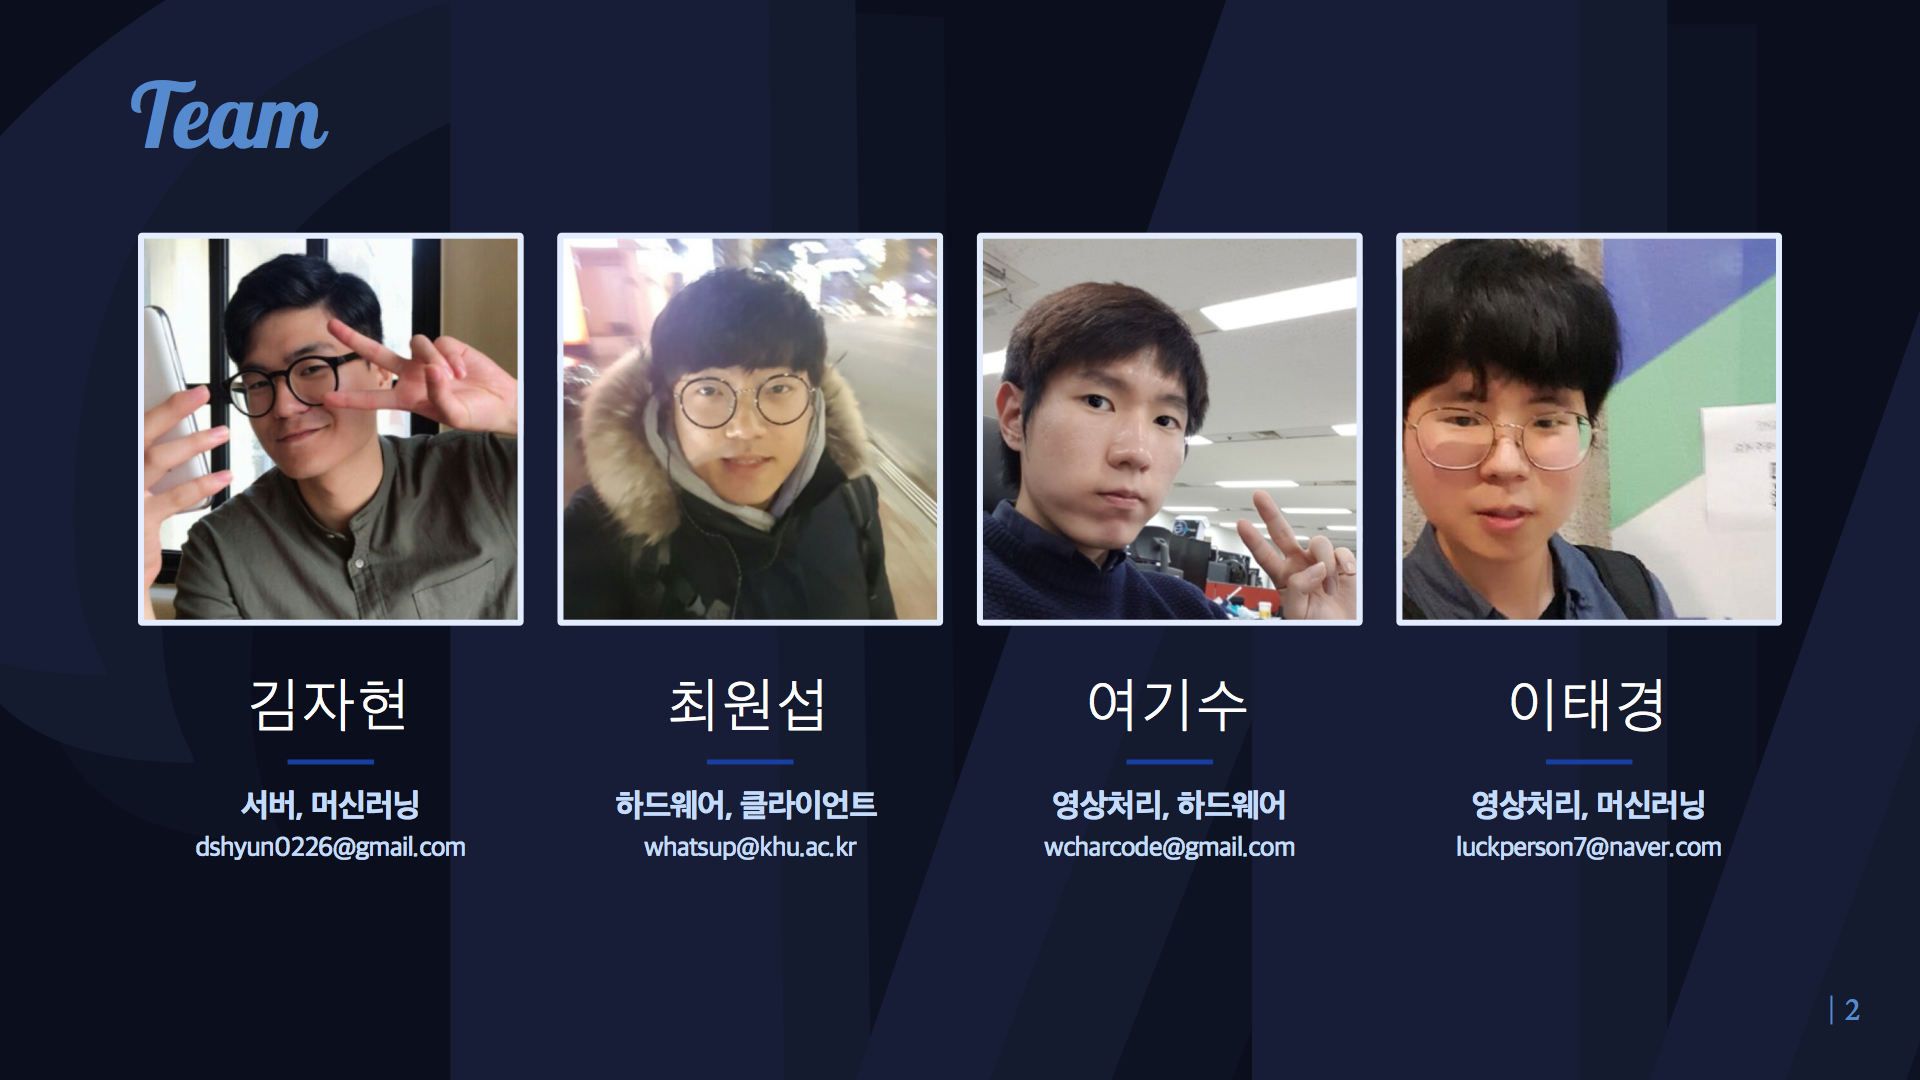 Team
김자현
서버, 머신러닝
dshyun0226@gmail.com
최원섭
하드웨어, 클라이언트
whatsup@khu.ac.kr
여기수
영상처리, 하드웨어
wcharcode@gmail.com
이태경
영상처리, 머신러닝
luckperson7@naver.com
| 2